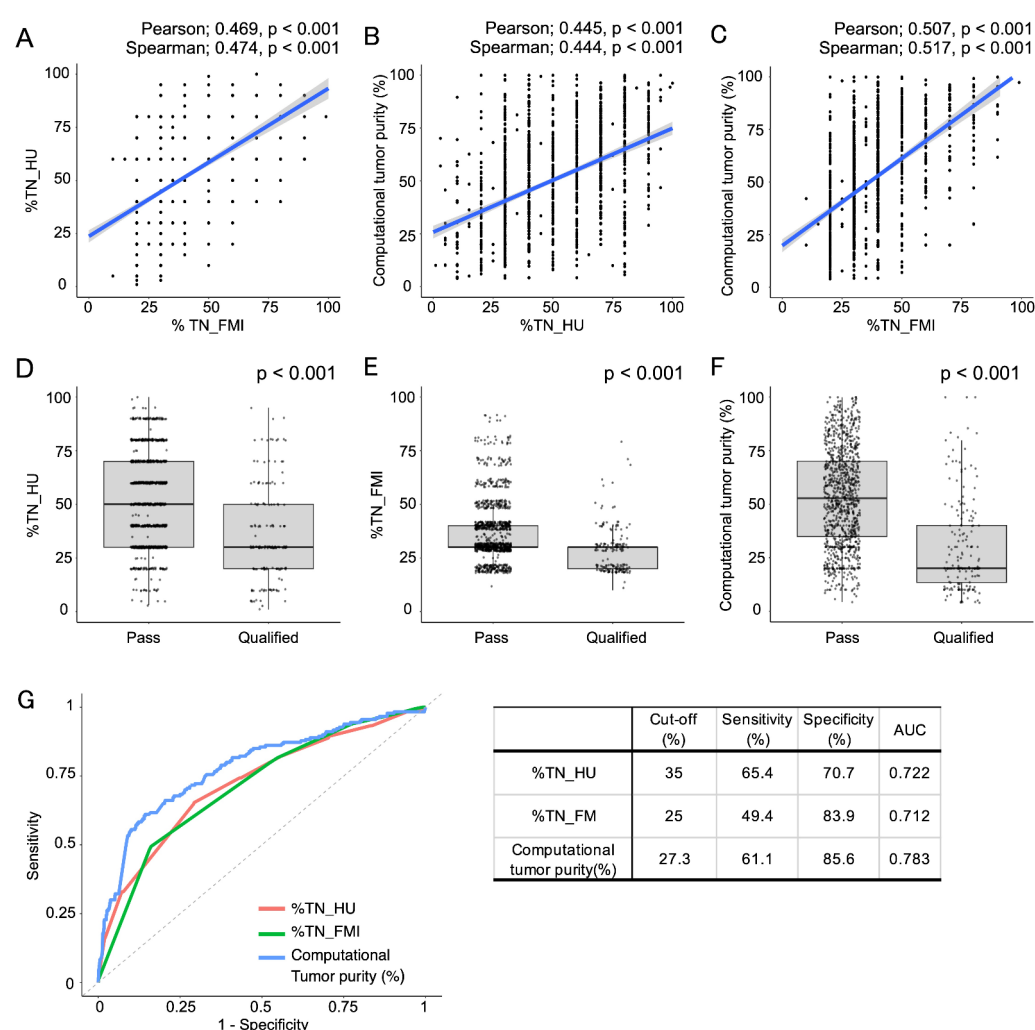 A
Pearson; 0.469, p < 0.001
Spearman; 0.474, p < 0.001
%TN_HU
100
75
50
25
0
0
25
50
75
100
% TN_FMI
B
Pearson; 0.445, p < 0.001
Spearman; 0.444, p < 0.001
Computational tumor purity (%)
100
75
50
25
0
0
25
50
75
100
%TN_HU
C
Pearson; 0.507, p < 0.001
Spearman; 0.517, p < 0.001
Conmputational tumor purity (%)
100
75
50
25
0
0
25
50
75
100
%TN_FMI
D
p < 0.001
%TN_HU
100
75
50
25
0
Pass
Qualified
E
p < 0.001
%TN_FMI
100
75
50
25
0
Pass
Qualified
F
p < 0.001
Computational tumor purity (%)
100
75
50
25
0
Pass
Qualified
G
Sensitivity
1
0.75
0.5
0.25
0
0
0.25
0.5
0.75
1
1 - Specificity
%TN_HU
%TN_FMI
Computational
Tumor purity (%)
Cut-off (%) Sensitivity (%) Specificity (%) AUC
%TN_HU 35 65.4 70.7 0.722
%TN_FM 25 49.4 83.9 0.712
Computational tumor purity(%) 27.3 61.1 85.6 0.783